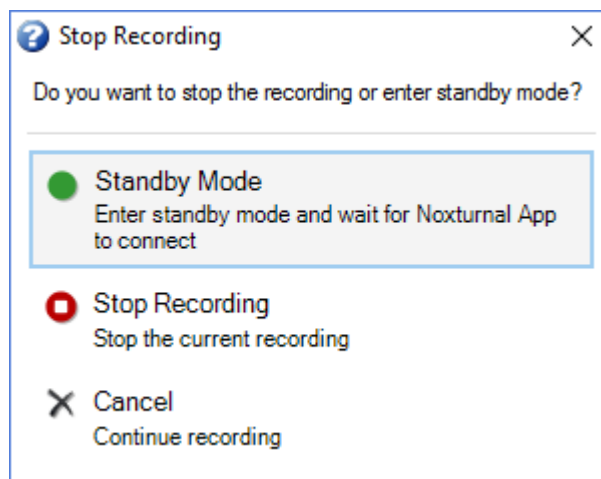 Stop Recording
Do you want to stop the recording or enter standby mode?
Standby Mode
Enter standby mode and wait for Noxturnal App
to connect
Stop Recording
Stop the current recording
Cancel
Continue recording